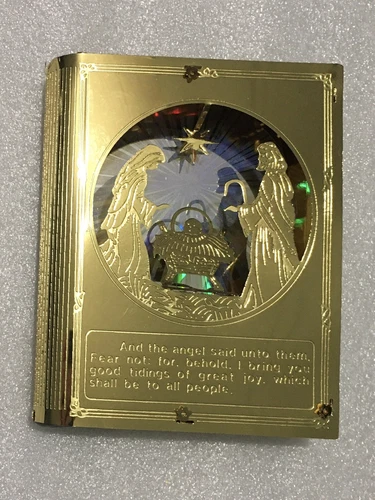 And the angel said unto them,
Fear not: for, behold, I bring you
good tidings of great joy, which
shall be to all people.